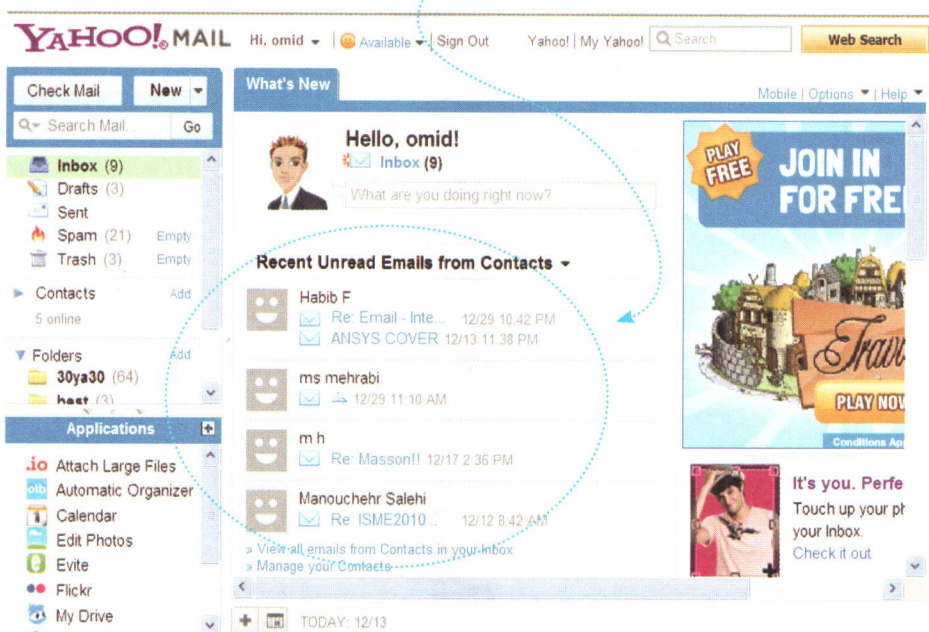 YAHOO! MAIL Hi, omid Available Sign Out Yahoo! | My Yahoo! Search Web Search
Check Mail New
Search Mail... Go
Inbox (9)
Drafts (3)
Sent
Spam (21) Empty
Trash (3) Empty
Contacts Add
5 online
Folders Add
30ya30 (64)
hast (3)
Applications
.io Attach Large Files
oib Automatic Organizer
Calendar
Edit Photos
Evite
Flickr
My Drive
What's New
Mobile | Options | Help
Hello, omid!
Inbox (9)
What are you doing right now?
Recent Unread Emails from Contacts
Habib F
Re: Email - Inte... 12/29 10:42 PM
ANSYS COVER 12/13 11:38 PM
ms mehrabi
12/29 11:10 AM
m h
Re: Masson!! 12/17 2:36 PM
Manouchehr Salehi
Re: ISME2010... 12/12 8:42 AM
» View all emails from Contacts in your Inbox
» Manage your Contacts
TODAY: 12/13
PLAY FREE
JOIN IN
FOR FRE
Trav
PLAY NOW
Conditions Ap
It's you. Perfe
Touch up your ph
your Inbox.
Check it out